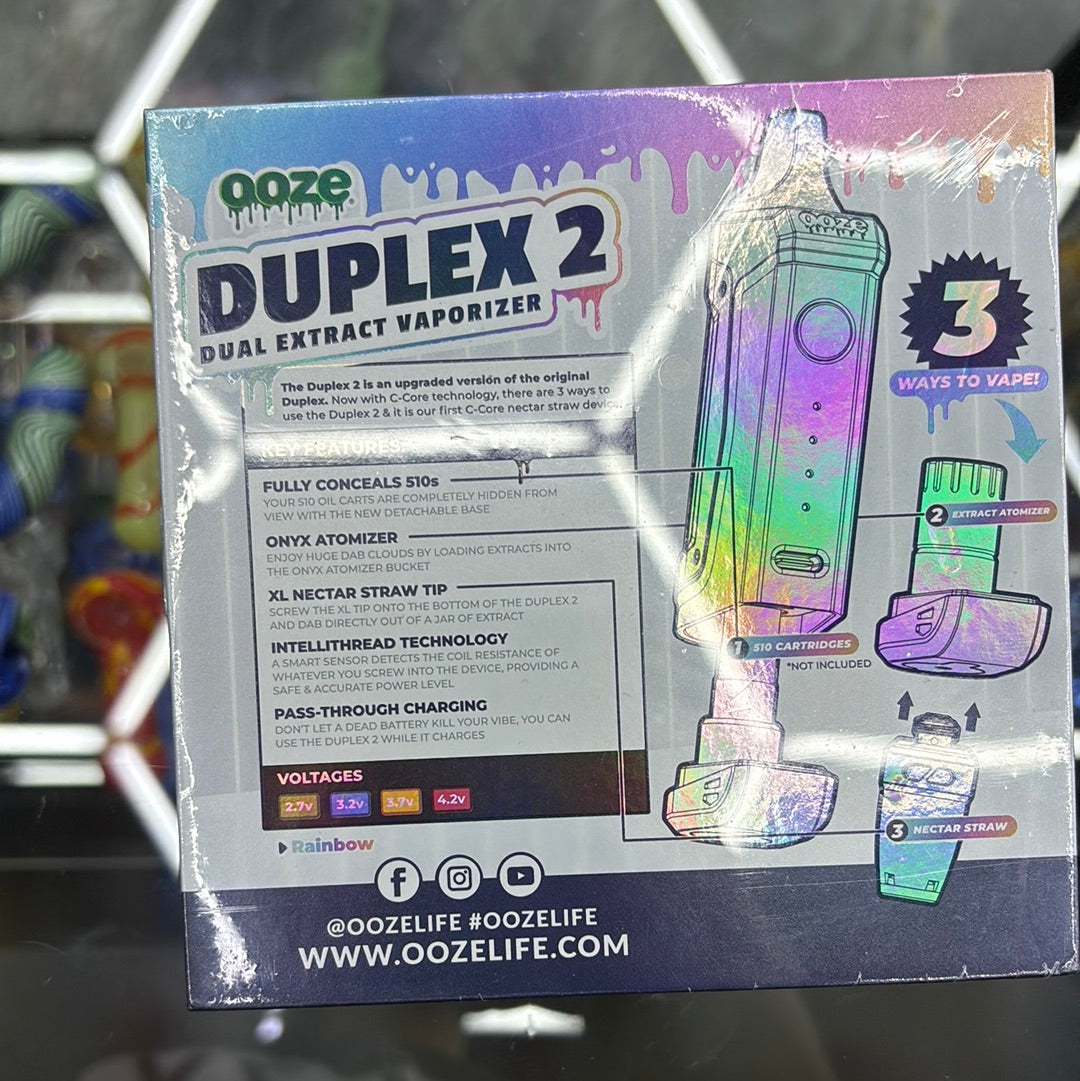 ooze
DUPLEX 2
DUAL EXTRACT VAPORIZER
The Duplex 2 is an upgraded version of the original
Duplex. Now with C-Core technology, there are 3 ways to
use the Duplex 2 & it is our first C-Core nectar straw device.
KEY FEATURES
FULLY CONCEALS 510s
YOUR 510 OIL CARTS ARE COMPLETELY HIDDEN FROM
VIEW WITH THE NEW DETACHABLE BASE
ONYX ATOMIZER
ENJOY HUGE DAB CLOUDS BY LOADING EXTRACTS INTO
THE ONYX ATOMIZER BUCKET
XL NECTAR STRAW TIP
SCREW THE XL TIP ONTO THE BOTTOM OF THE DUPLEX 2
AND DAB DIRECTLY OUT OF A JAR OF EXTRACT
INTELLITHREAD TECHNOLOGY
A SMART SENSOR DETECTS THE COIL RESISTANCE OF
WHATEVER YOU SCREW INTO THE DEVICE, PROVIDING A
SAFE & ACCURATE POWER LEVEL
PASS-THROUGH CHARGING
DON'T LET A DEAD BATTERY KILL YOUR VIBE, YOU CAN
USE THE DUPLEX 2 WHILE IT CHARGES
VOLTAGES
2.7v 3.2v 3.7v 4.2v
Rainbow
@OOZELIFE #OOZELIFE
WWW.OOZELIFE.COM
ooze
3
WAYS TO VAPE!
2 EXTRACT ATOMIZER
1 510 CARTRIDGES
*NOT INCLUDED
3 NECTAR STRAW